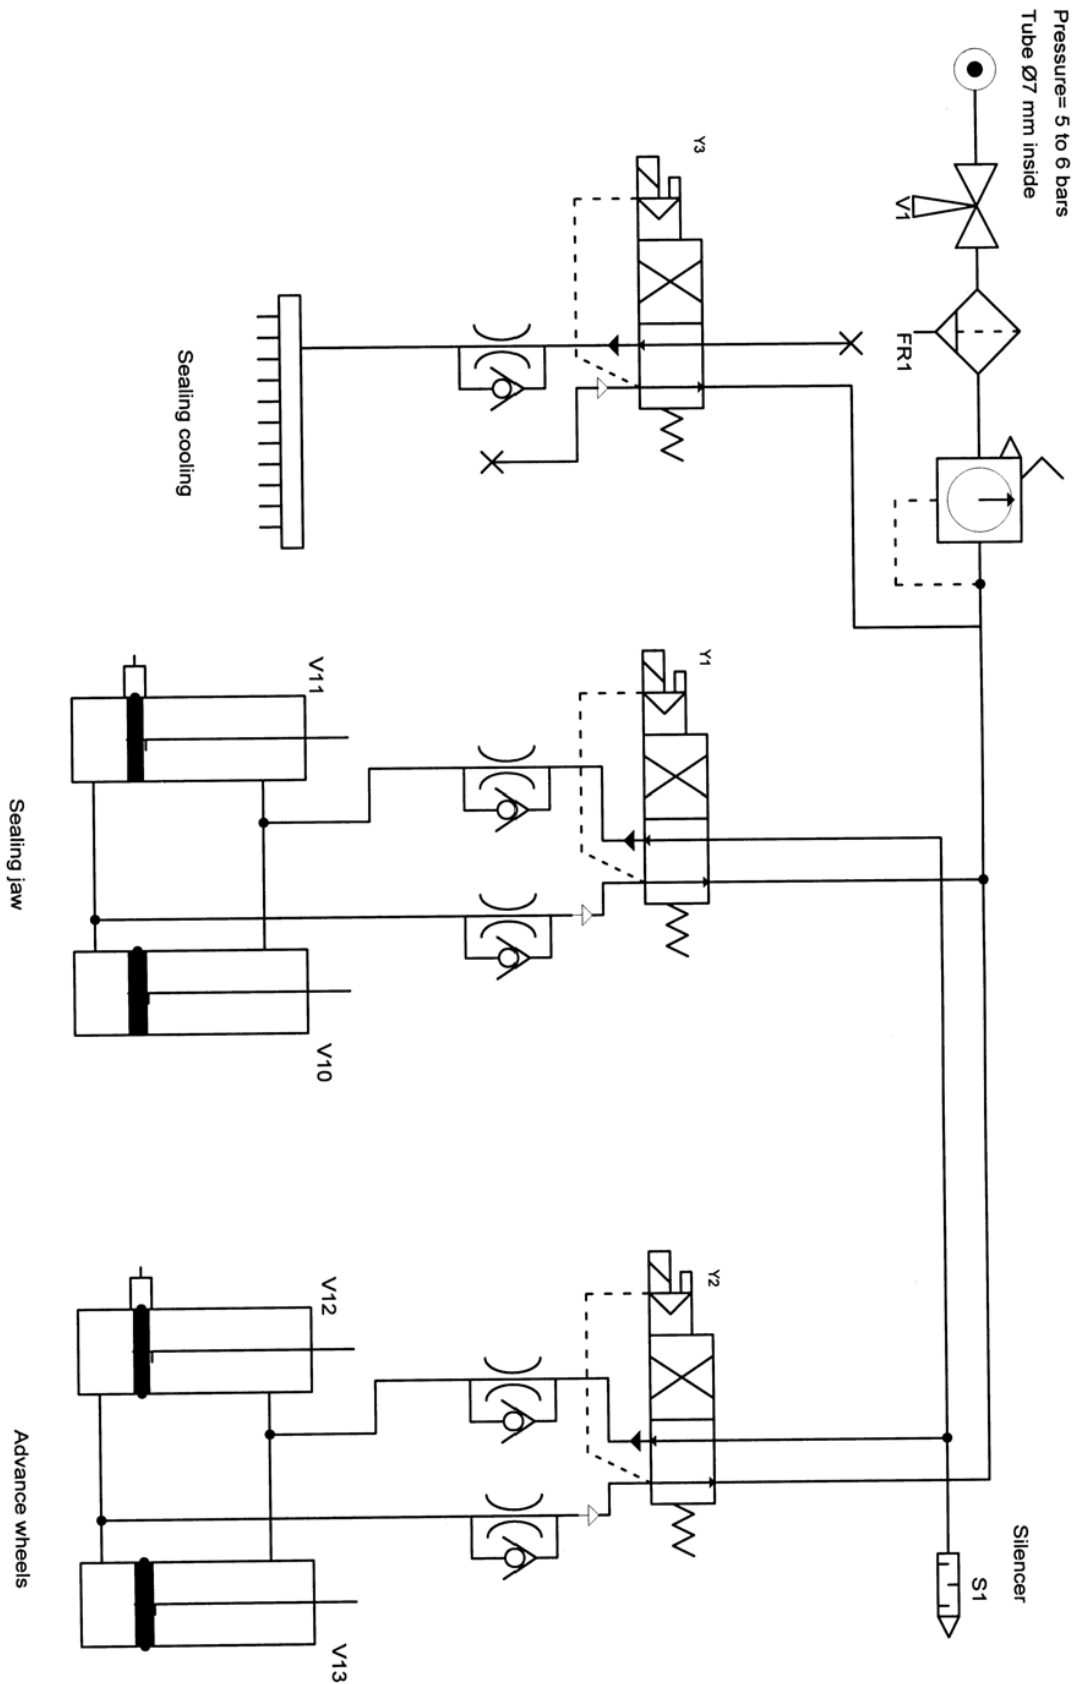 Pressure= 5 to 6 bars
Tube Ø7 mm inside
V1
FR1
Y3
Y1
Y2
Silencer
S1
Sealing cooling
V11
V10
Sealing jaw
V12
V13
Advance wheels